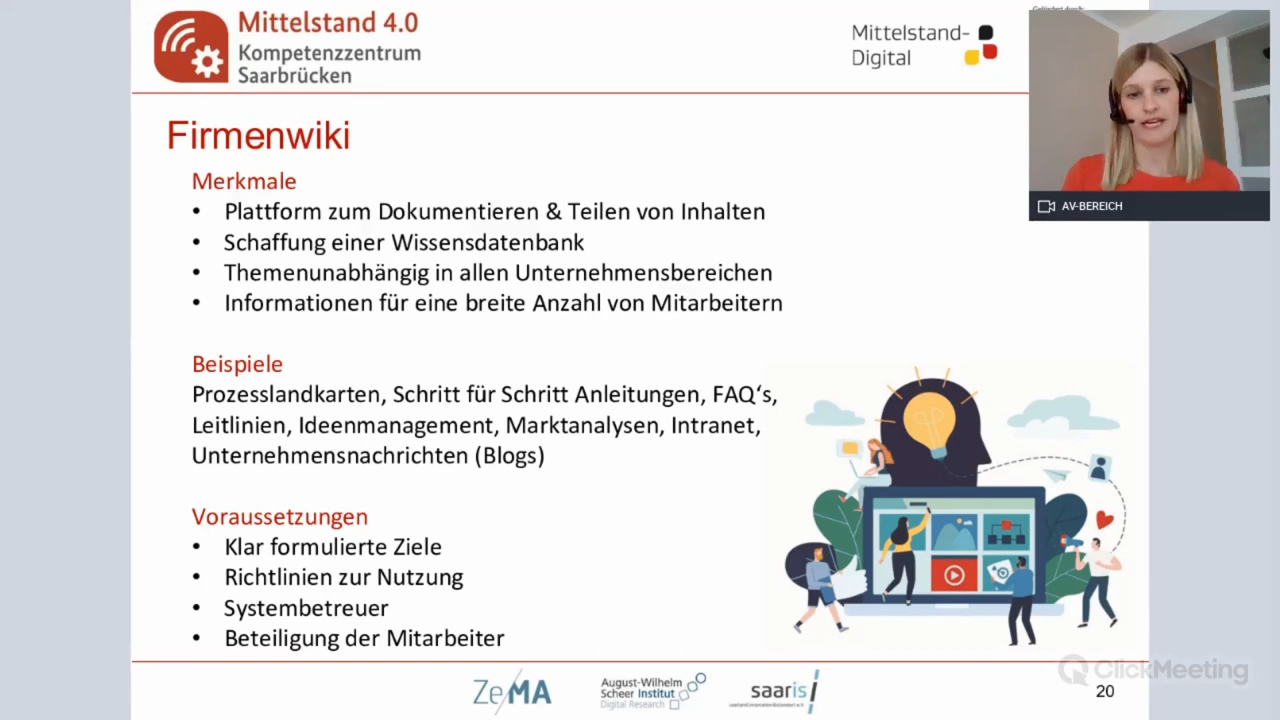 Mittelstand 4.0
Kompetenzzentrum
Saarbrücken
Mittelstand-
Digital
Gefördert durch:
AV-BEREICH
Firmenwiki
Merkmale
• Plattform zum Dokumentieren & Teilen von Inhalten
• Schaffung einer Wissensdatenbank
• Themenunabhängig in allen Unternehmensbereichen
• Informationen für eine breite Anzahl von Mitarbeitern
Beispiele
Prozesslandkarten, Schritt für Schritt Anleitungen, FAQ‘s,
Leitlinien, Ideenmanagement, Marktanalysen, Intranet,
Unternehmensnachrichten (Blogs)
Voraussetzungen
• Klar formulierte Ziele
• Richtlinien zur Nutzung
• Systembetreuer
• Beteiligung der Mitarbeiter
ZeMA
August-Wilhelm
Scheer Institut
Digital Research
saaris
ClickMeeting
20